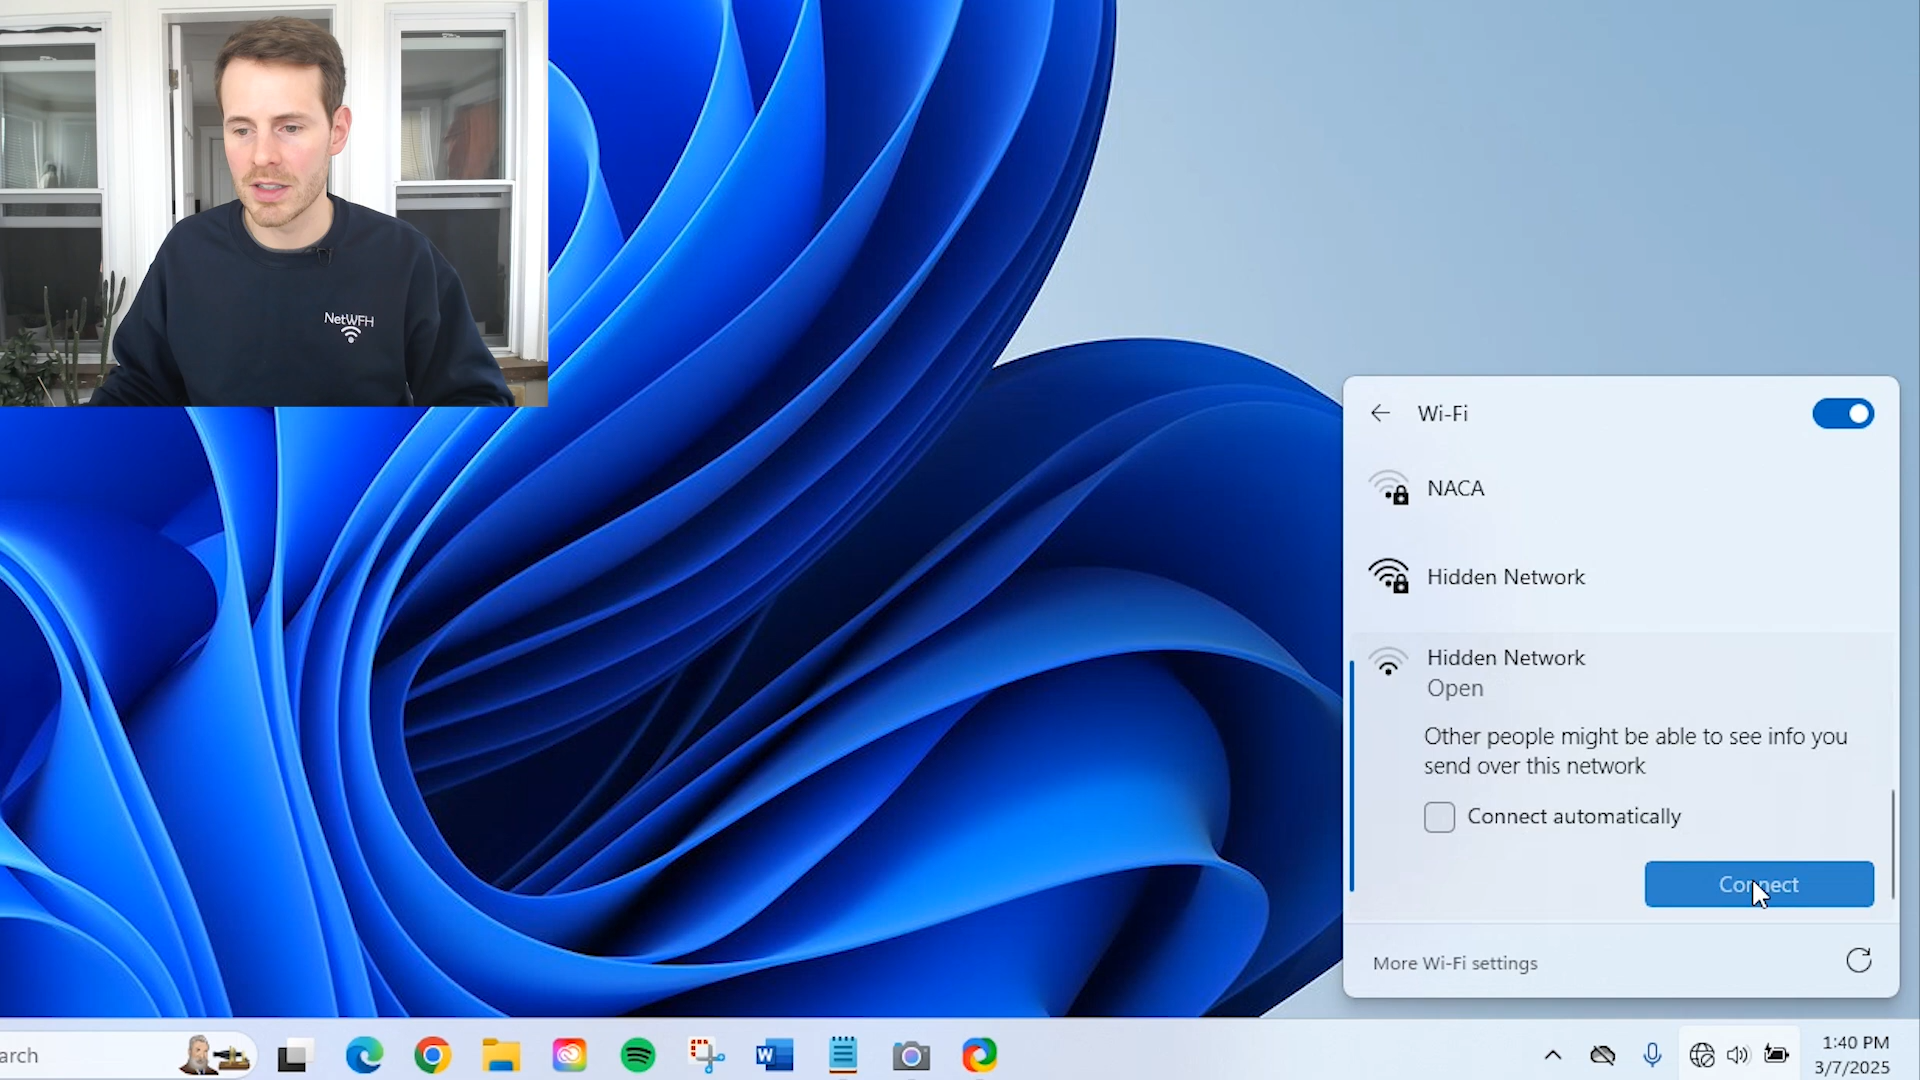 NetWFH
Wi-Fi
NACA
Hidden Network
Hidden Network
Open
Other people might be able to see info you
send over this network
Connect automatically
Connect
More Wi-Fi settings
arch
1:40 PM
3/7/2025